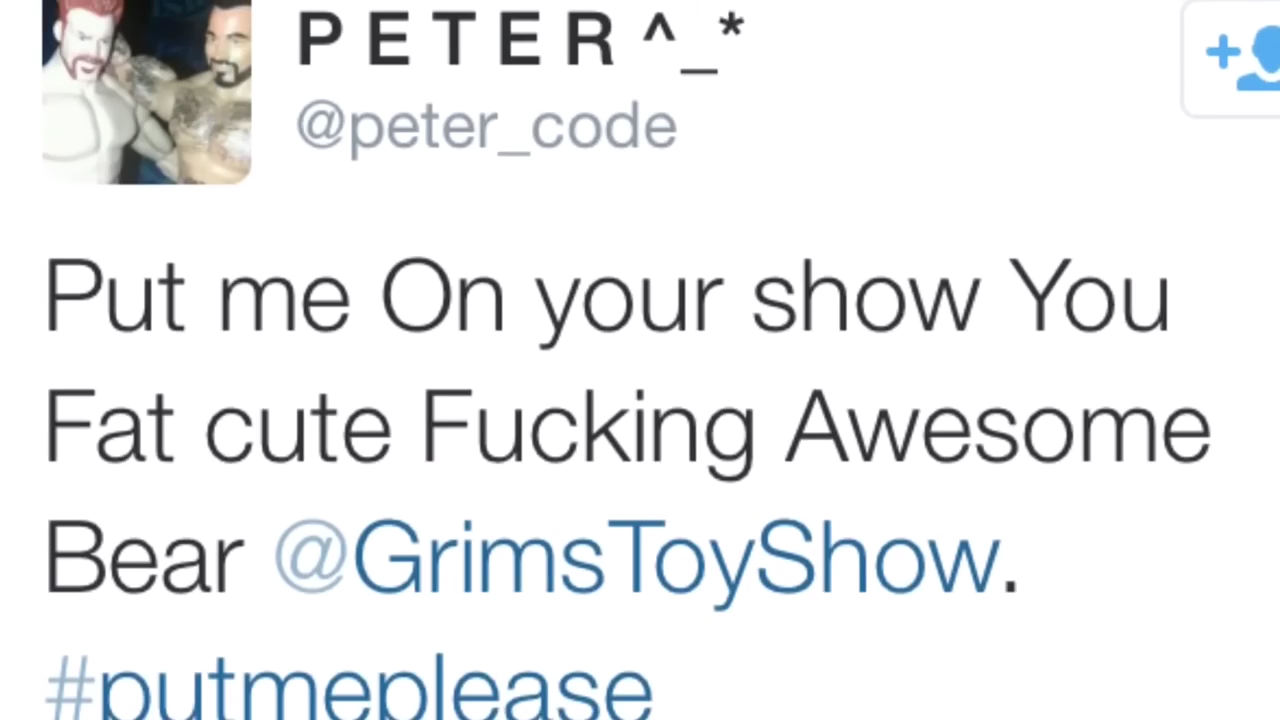 P E T E R ^_*
@peter_code
Put me On your show You
Fat cute Fucking Awesome
Bear @GrimsToyShow.
#putmeplease